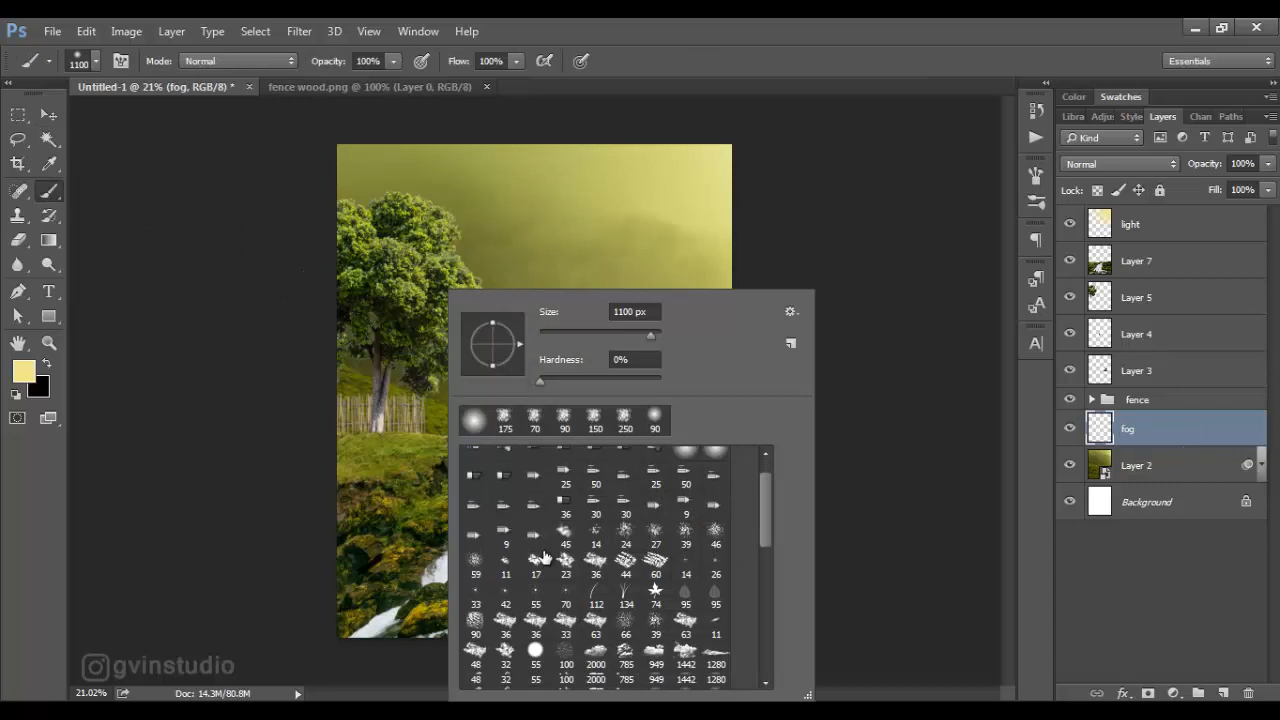 Ps File Edit Image Layer Type Select Filter 3D View Window Help
1100 Mode: Normal Opacity: 100% Flow: 100% Essentials
Untitled-1 @ 21% (fog, RGB/8) * × fence wood.png @ 100% (Layer 0, RGB/8) ×
Color Swatches
Libra Adju Style Layers Chan Paths
Kind
Normal Opacity: 100%
Lock: Fill: 100%
light
Layer 7
Layer 5
Layer 4
Layer 3
fence
fog
Layer 2
Background
Size: 1100 px
Hardness: 0%
175 70 90 150 250 90
25 50 25 50
36 30 30 9
9 45 14 24 27 39 46
59 11 17 23 36 44 60 14 26
33 42 55 70 112 134 74 95 95
90 36 36 33 63 66 39 63 11
48 32 55 100 2000 785 949 1442 1280
48 32 55 100 2000 785 949 1442 1280
gvinstudio
21.02% Doc: 14.3M/80.8M